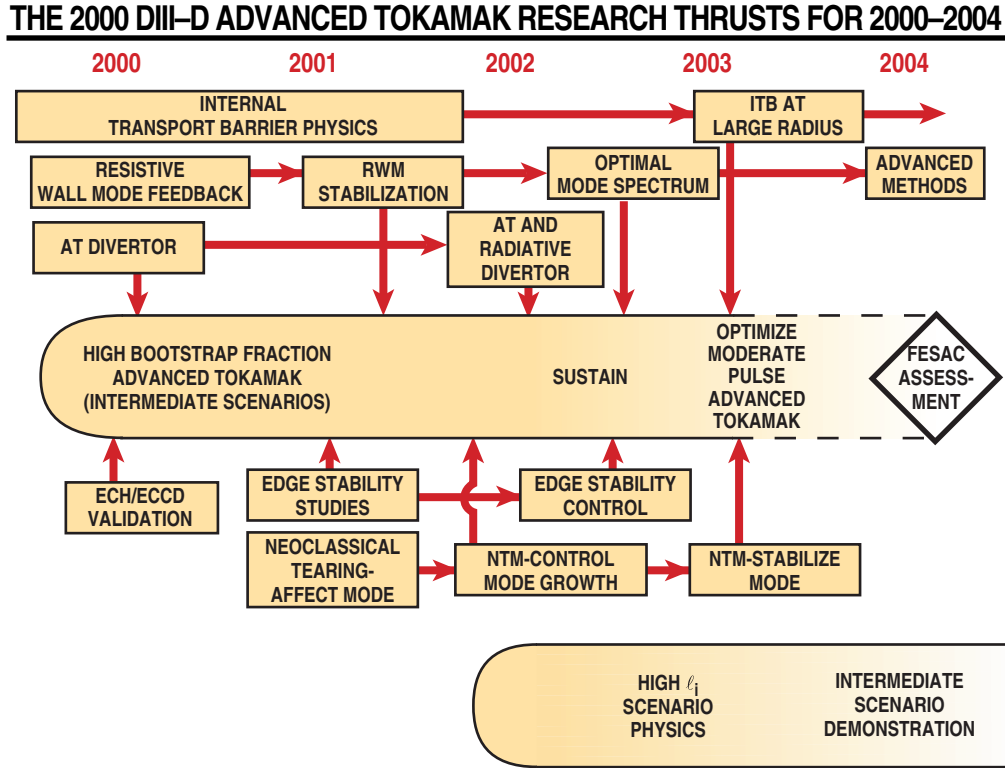 THE 2000 DIII–D ADVANCED TOKAMAK RESEARCH THRUSTS FOR 2000–2004
2000
2001
2002
2003
2004
INTERNAL
TRANSPORT BARRIER PHYSICS
ITB AT
LARGE RADIUS
RESISTIVE
WALL MODE FEEDBACK
RWM
STABILIZATION
OPTIMAL
MODE SPECTRUM
ADVANCED
METHODS
AT DIVERTOR
AT AND
RADIATIVE
DIVERTOR
HIGH BOOTSTRAP FRACTION
ADVANCED TOKAMAK
(INTERMEDIATE SCENARIOS)
SUSTAIN
OPTIMIZE
MODERATE
PULSE
ADVANCED
TOKAMAK
FESAC
ASSESS-
MENT
ECH/ECCD
VALIDATION
EDGE STABILITY
STUDIES
EDGE STABILITY
CONTROL
NEOCLASSICAL
TEARING-
AFFECT MODE
NTM-CONTROL
MODE GROWTH
NTM-STABILIZE
MODE
HIGH ℓi
SCENARIO
PHYSICS
INTERMEDIATE
SCENARIO
DEMONSTRATION